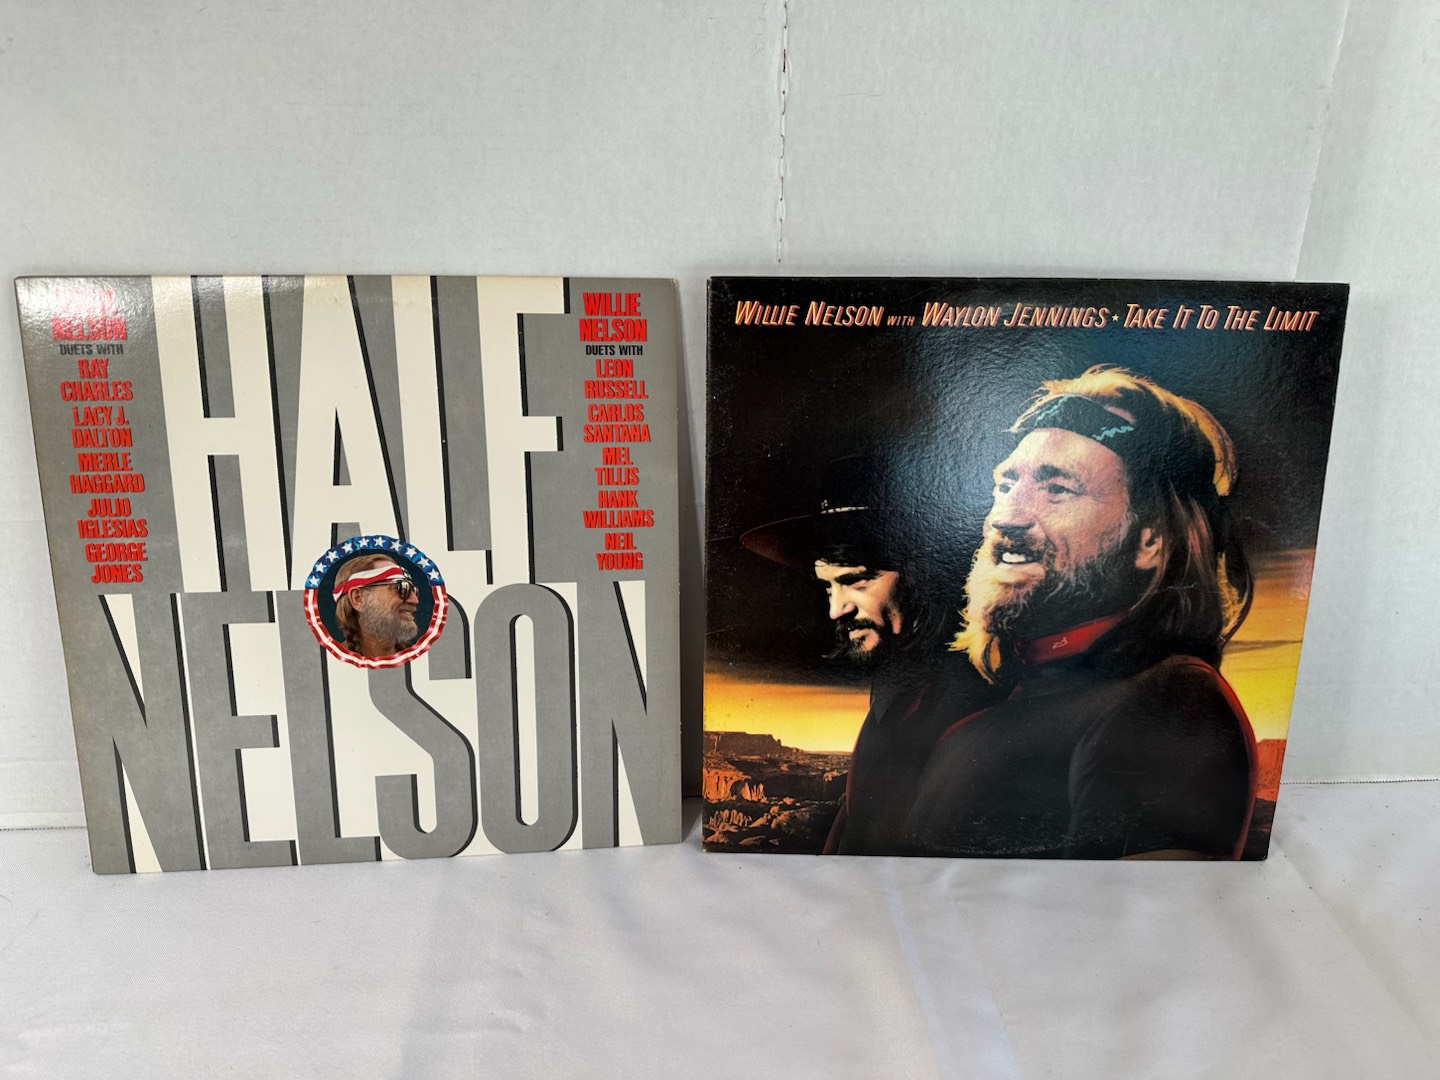 HALF
NELSON
WILLIE
NELSON
DUETS WITH
RAY
CHARLES
LACY J.
DALTON
MERLE
HAGGARD
JULIO
IGLESIAS
GEORGE
JONES
WILLIE
NELSON
DUETS WITH
LEON
RUSSELL
CARLOS
SANTANA
MEL
TILLIS
HANK
WILLIAMS
NEIL
YOUNG
WILLIE NELSON WITH WAYLON JENNINGS ★ TAKE IT TO THE LIMIT